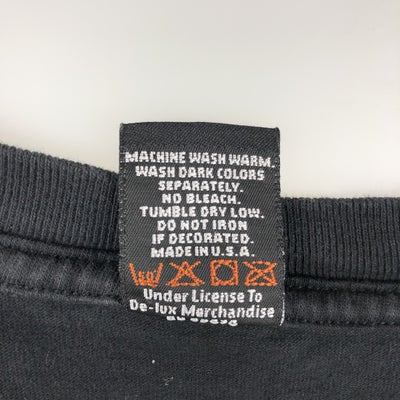 MACHINE WASH WARM.
WASH DARK COLORS
SEPARATELY.
NO BLEACH.
TUMBLE DRY LOW.
DO NOT IRON
IF DECORATED.
MADE IN U.S.A.
Under License To
De-lux Merchandise